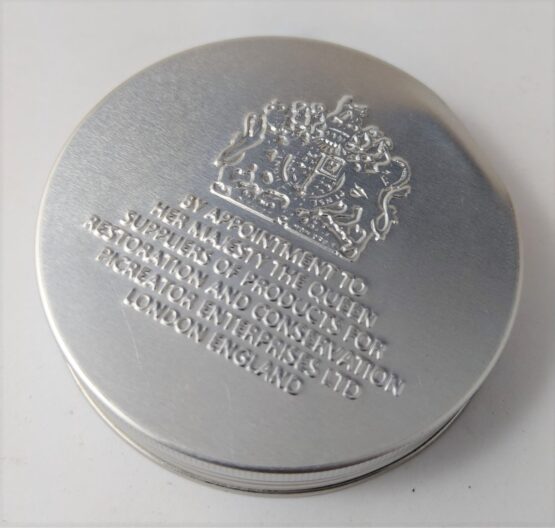 BY APPOINTMENT TO
HER MAJESTY THE QUEEN
SUPPLIERS OF PRODUCTS FOR
RESTORATION AND CONSERVATION
PICREATOR ENTERPRISES LTD
LONDON ENGLAND